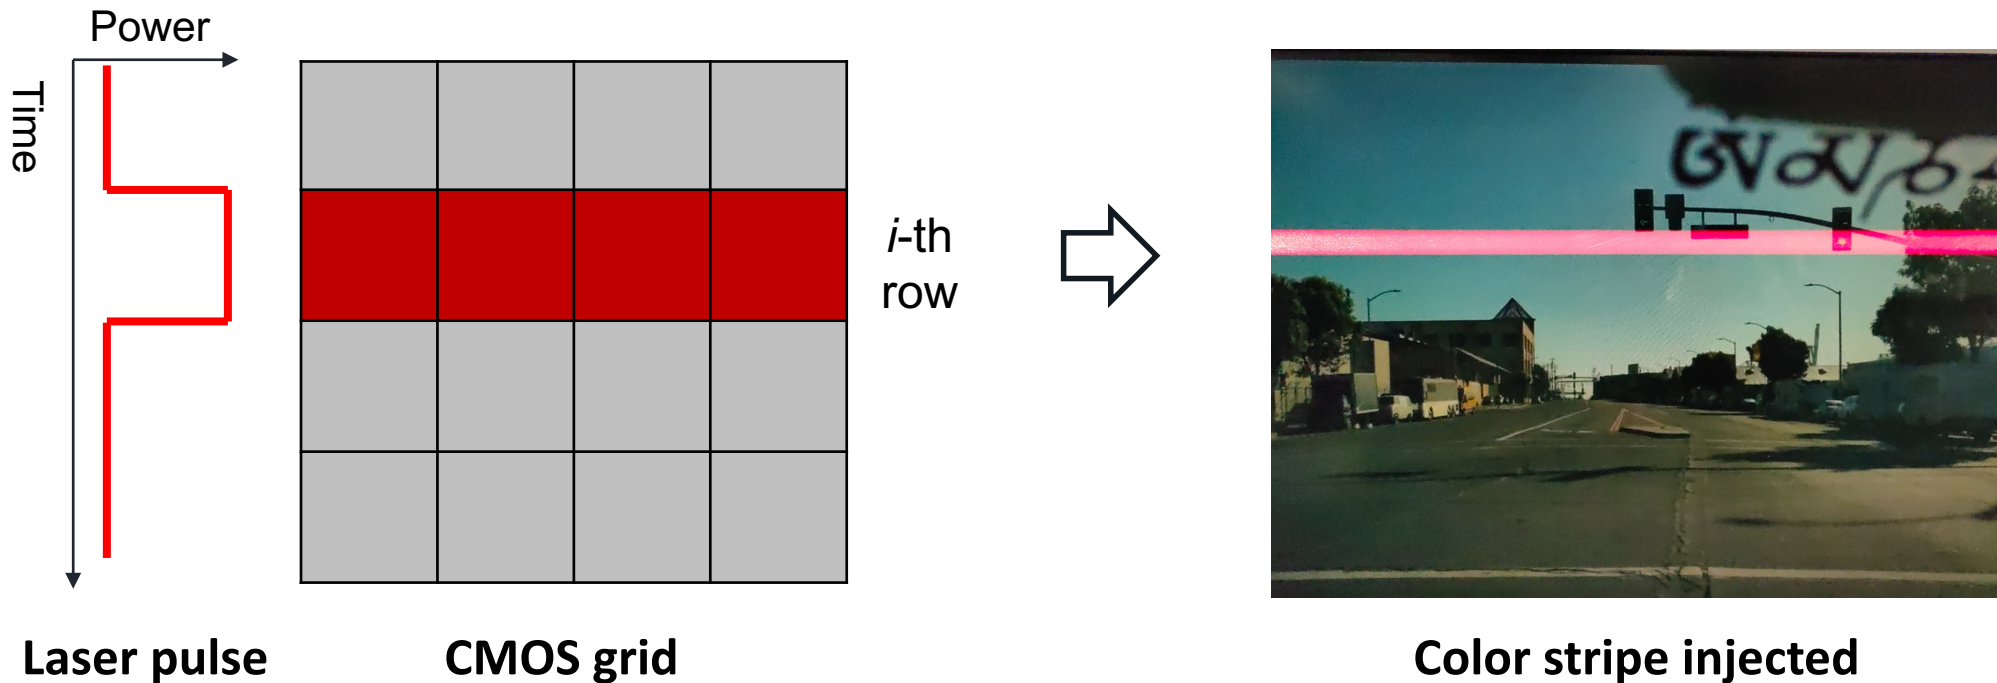 Power
Time
i-th
row
Laser pulse
CMOS grid
Color stripe injected